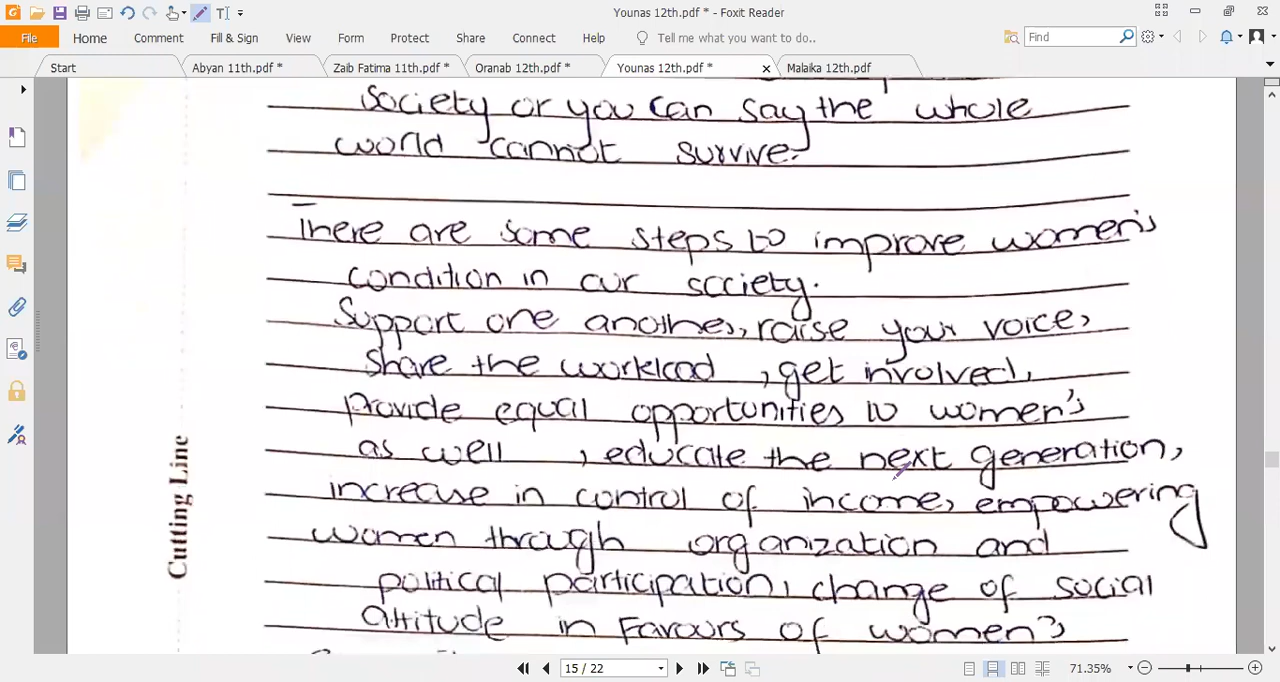 Younas 12th.pdf * - Foxit Reader
File Home Comment Fill & Sign View Form Protect Share Connect Help Tell me what you want to do.. Find
Start Abyan 11th.pdf * Zaib Fatima 11th.pdf * Oranab 12th.pdf * Younas 12th.pdf * Malaika 12th.pdf
society or you can say the whole
world cannot survive.
There are some steps to improve women's
condition in our society.
Support one another, raise your voice,
share the workload, get involved,
provide equal opportunities to women's
as well, educate the next generation,
increase in control of income, empowering
women through organization and
political participation, change of social
attitude in Favours of women's
Cutting Line
15 / 22 71.35%